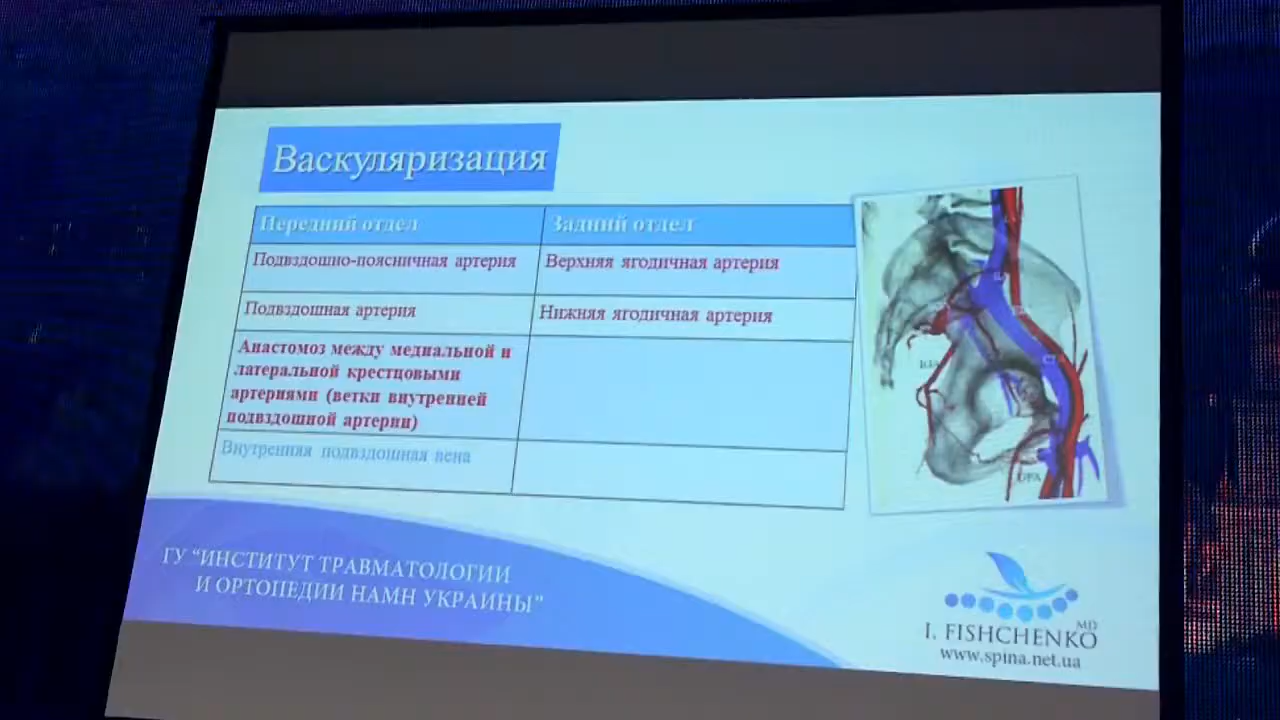 Васкуляризация
Передний отдел
Задний отдел
Подвздошно-поясничная артерия
Верхняя ягодичная артерия
Подвздошная артерия
Нижняя ягодичная артерия
Анастомоз между медиальной и
латеральной крестцовыми
артериями (ветки внутренней
подвздошной артерии)
Внутренняя подвздошная вена
ГУ "ИНСТИТУТ ТРАВМАТОЛОГИИ
И ОРТОПЕДИИ НАМН УКРАИНЫ"
MD
I. FISHCHENKO
www.spina.net.ua